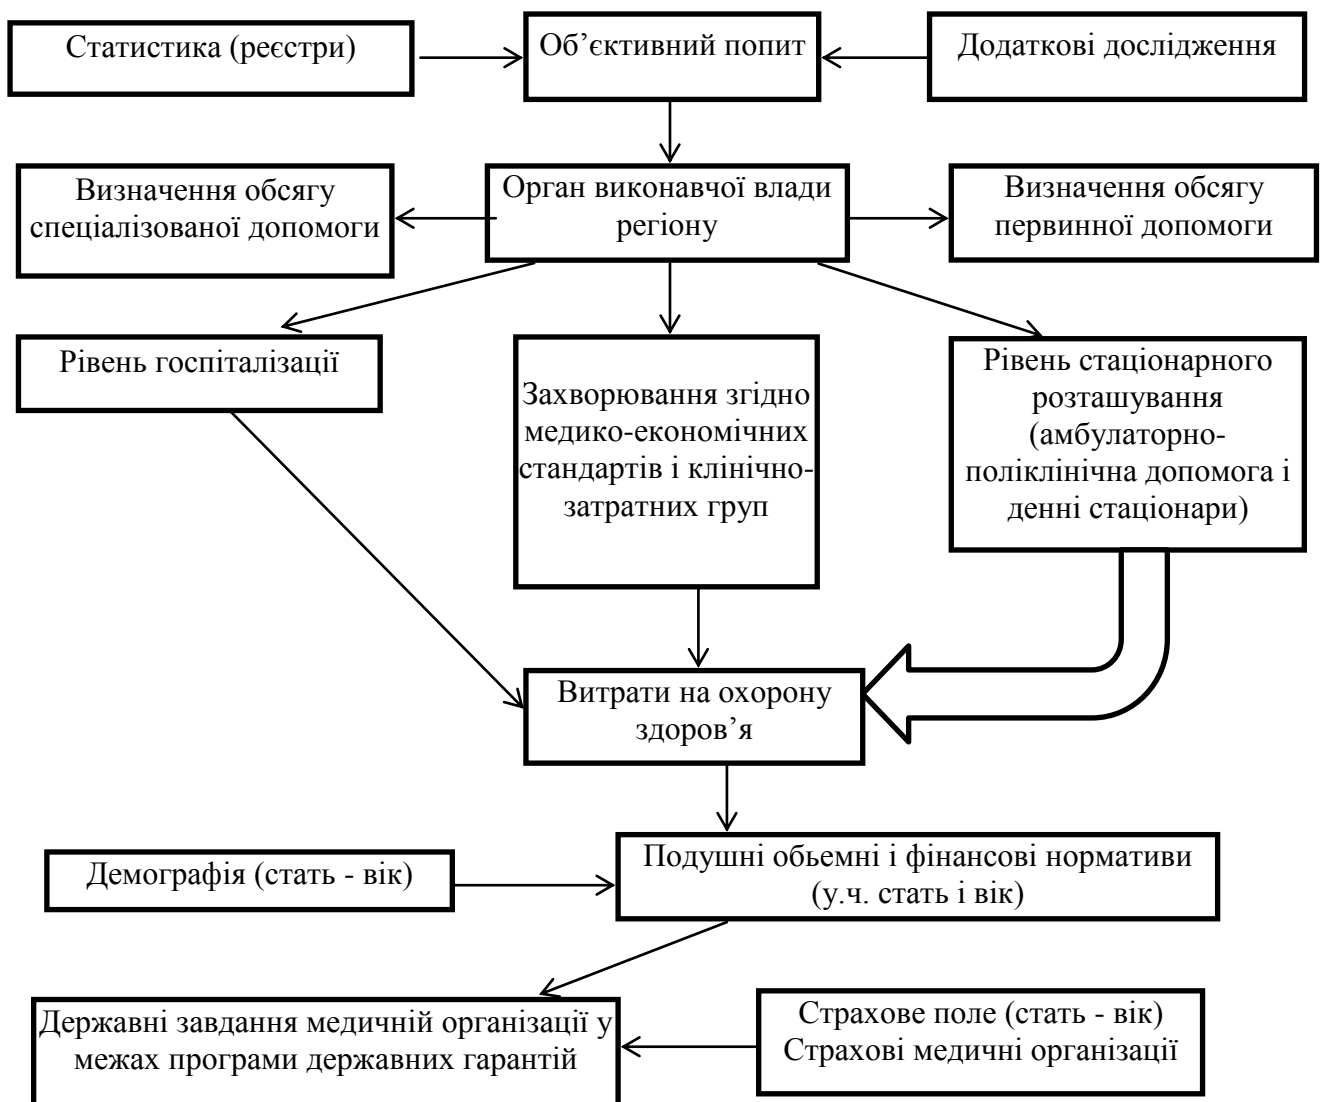 Статистика (реєстри)
Об’єктивний попит
Додаткові дослідження
Визначення обсягу
спеціалізованої допомоги
Орган виконавчої влади
регіону
Визначення обсягу
первинної допомоги
Рівень госпіталізації
Захворювання згідно
медико-економічних
стандартів і клінічно-
затратних груп
Рівень стаціонарного
розташування
(амбулаторно-
поліклінічна допомога і
денні стаціонари)
Витрати на охорону
здоров’я
Демографія (стать - вік)
Подушні обьемні і фінансові нормативи
(у.ч. стать і вік)
Державні завдання медичній організації у
межах програми державних гарантій
Страхове поле (стать - вік)
Страхові медичні організації